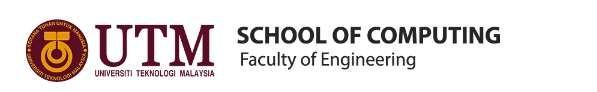 UTM
UNIVERSITI TEKNOLOGI MALAYSIA
SCHOOL OF COMPUTING
Faculty of Engineering